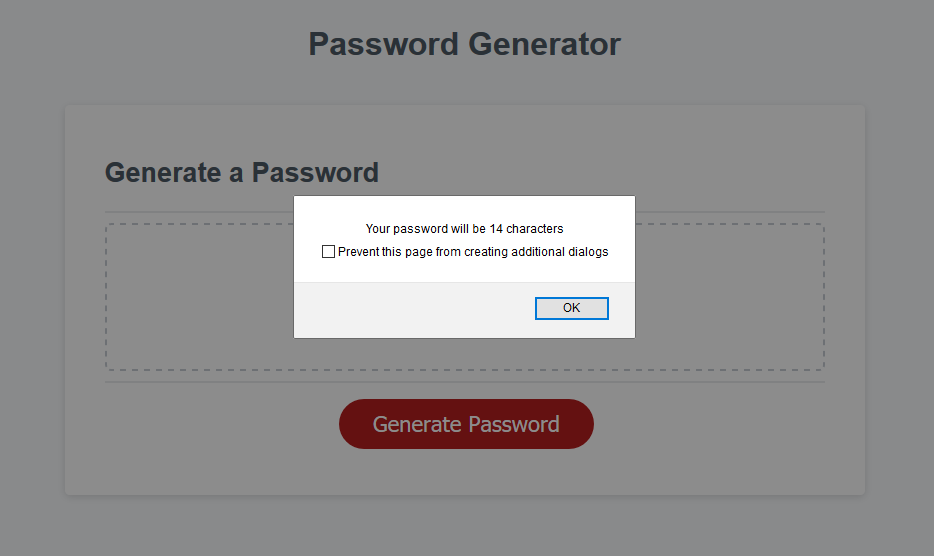 Password Generator
Generate a Password
Your password will be 14 characters
Prevent this page from creating additional dialogs
OK
Generate Password